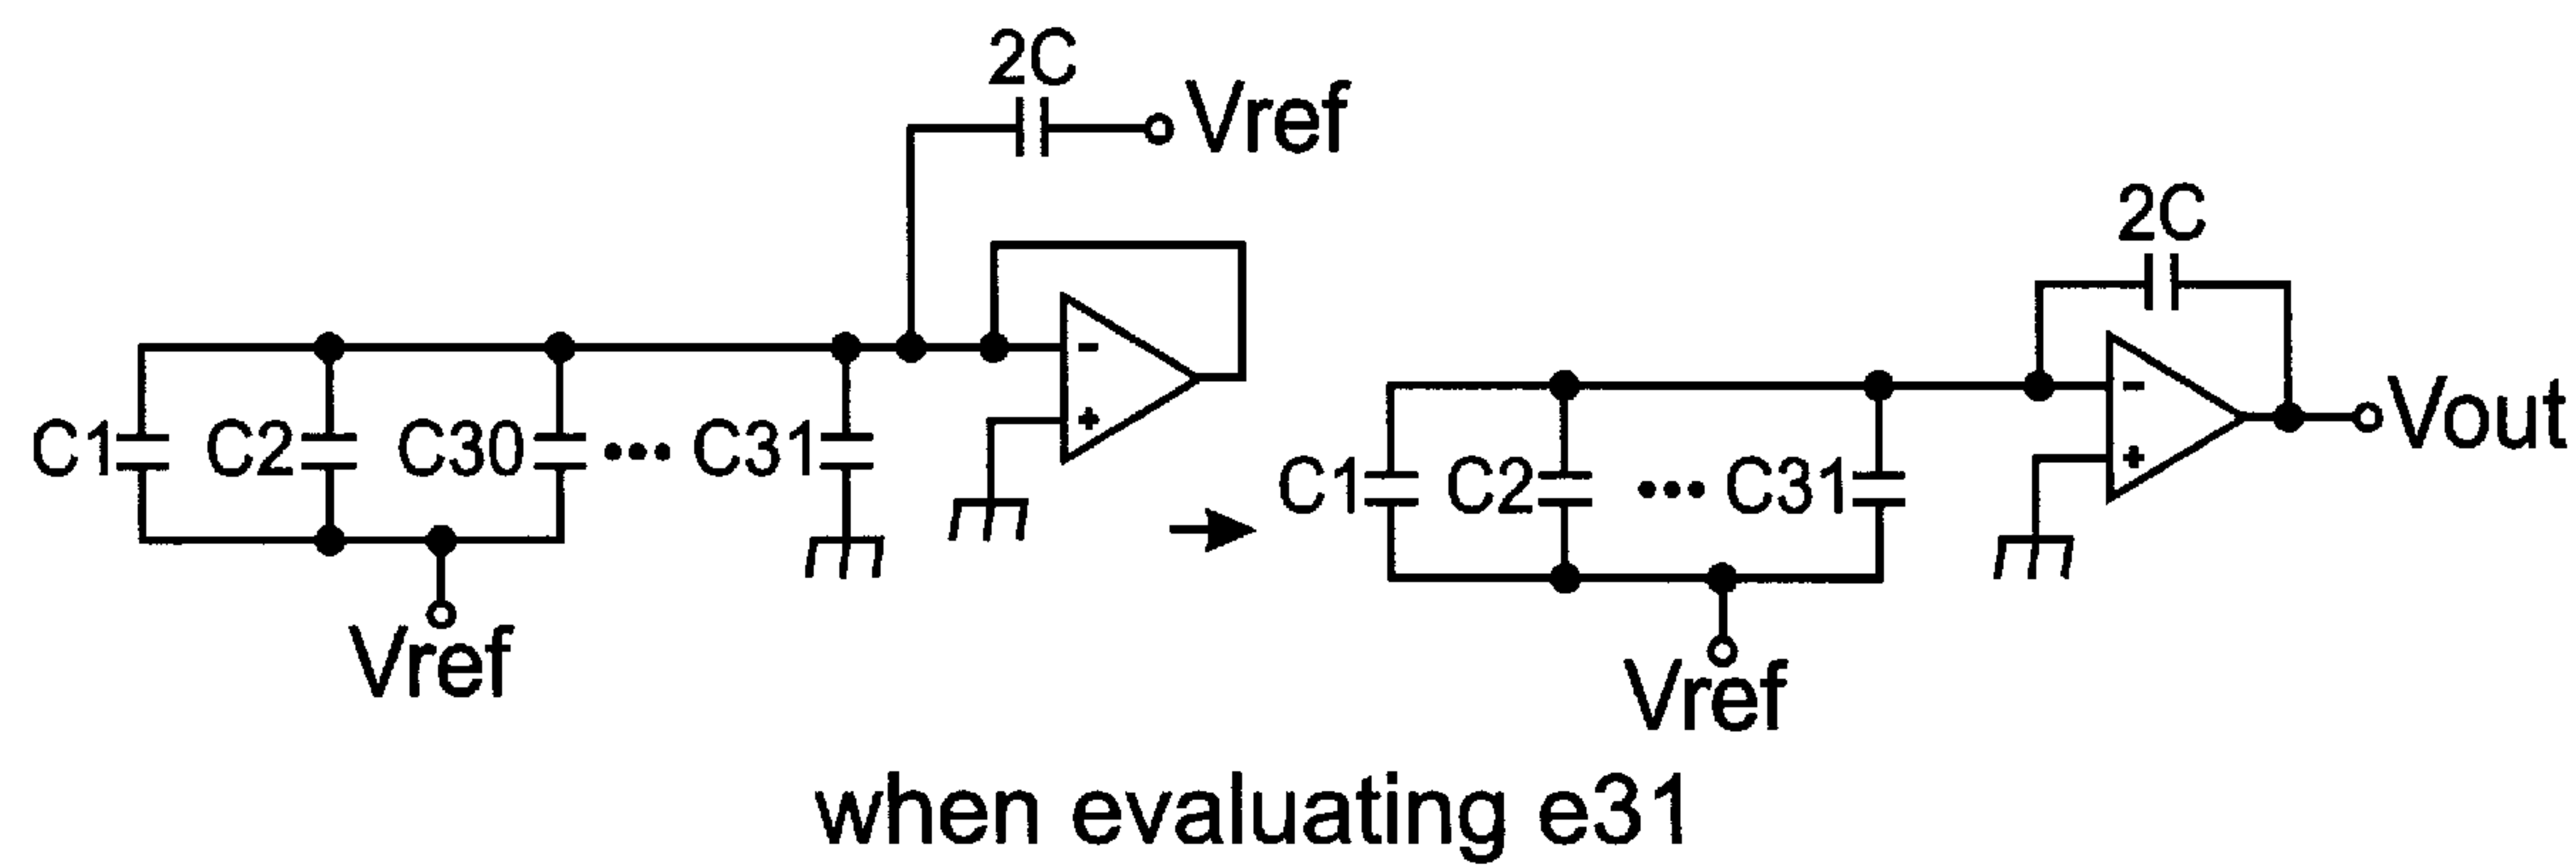 2C
Vref
2C
- 
C1 C2 C30 ••• C31
+
Vref
-
C1 C2 ••• C31
+
Vout
Vref
when evaluating e31